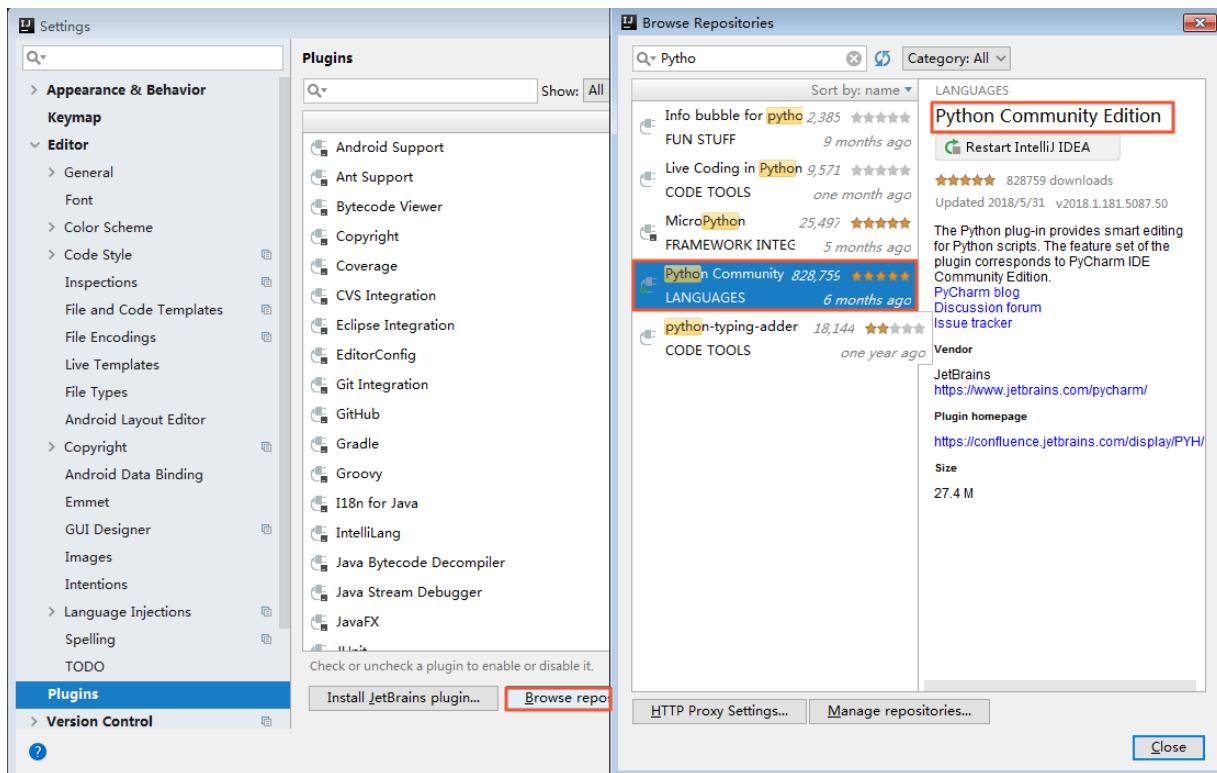 Settings
Appearance & Behavior
Keymap
Editor
General
Font
Color Scheme
Code Style
Inspections
File and Code Templates
File Encodings
Live Templates
File Types
Android Layout Editor
Copyright
Android Data Binding
Emmet
GUI Designer
Images
Intentions
Language Injections
Spelling
TODO
Plugins
Version Control
Plugins
Show: All
Android Support
Ant Support
Bytecode Viewer
Copyright
Coverage
CVS Integration
Eclipse Integration
EditorConfig
Git Integration
GitHub
Gradle
Groovy
I18n for Java
IntelliLang
Java Bytecode Decompiler
Java Stream Debugger
JavaFX
Check or uncheck a plugin to enable or disable it.
Install JetBrains plugin... Browse repo
Browse Repositories
Pytho Category: All
Sort by: name
Info bubble for pytho 2,385
FUN STUFF 9 months ago
Live Coding in Python 9,571
CODE TOOLS one month ago
MicroPython 25,497
FRAMEWORK INTEG 5 months ago
Python Community 828,759
LANGUAGES 6 months ago
python-typing-adder 18,144
CODE TOOLS one year ago
LANGUAGES
Python Community Edition
Restart IntelliJ IDEA
828759 downloads
Updated 2018/5/31 v2018.1.181.5087.50
The Python plug-in provides smart editing
for Python scripts. The feature set of the
plugin corresponds to PyCharm IDE
Community Edition.
PyCharm blog
Discussion forum
Issue tracker
Vendor
JetBrains
https://www.jetbrains.com/pycharm/
Plugin homepage
https://confluence.jetbrains.com/display/PYH/
Size
27.4 M
HTTP Proxy Settings... Manage repositories...
Close